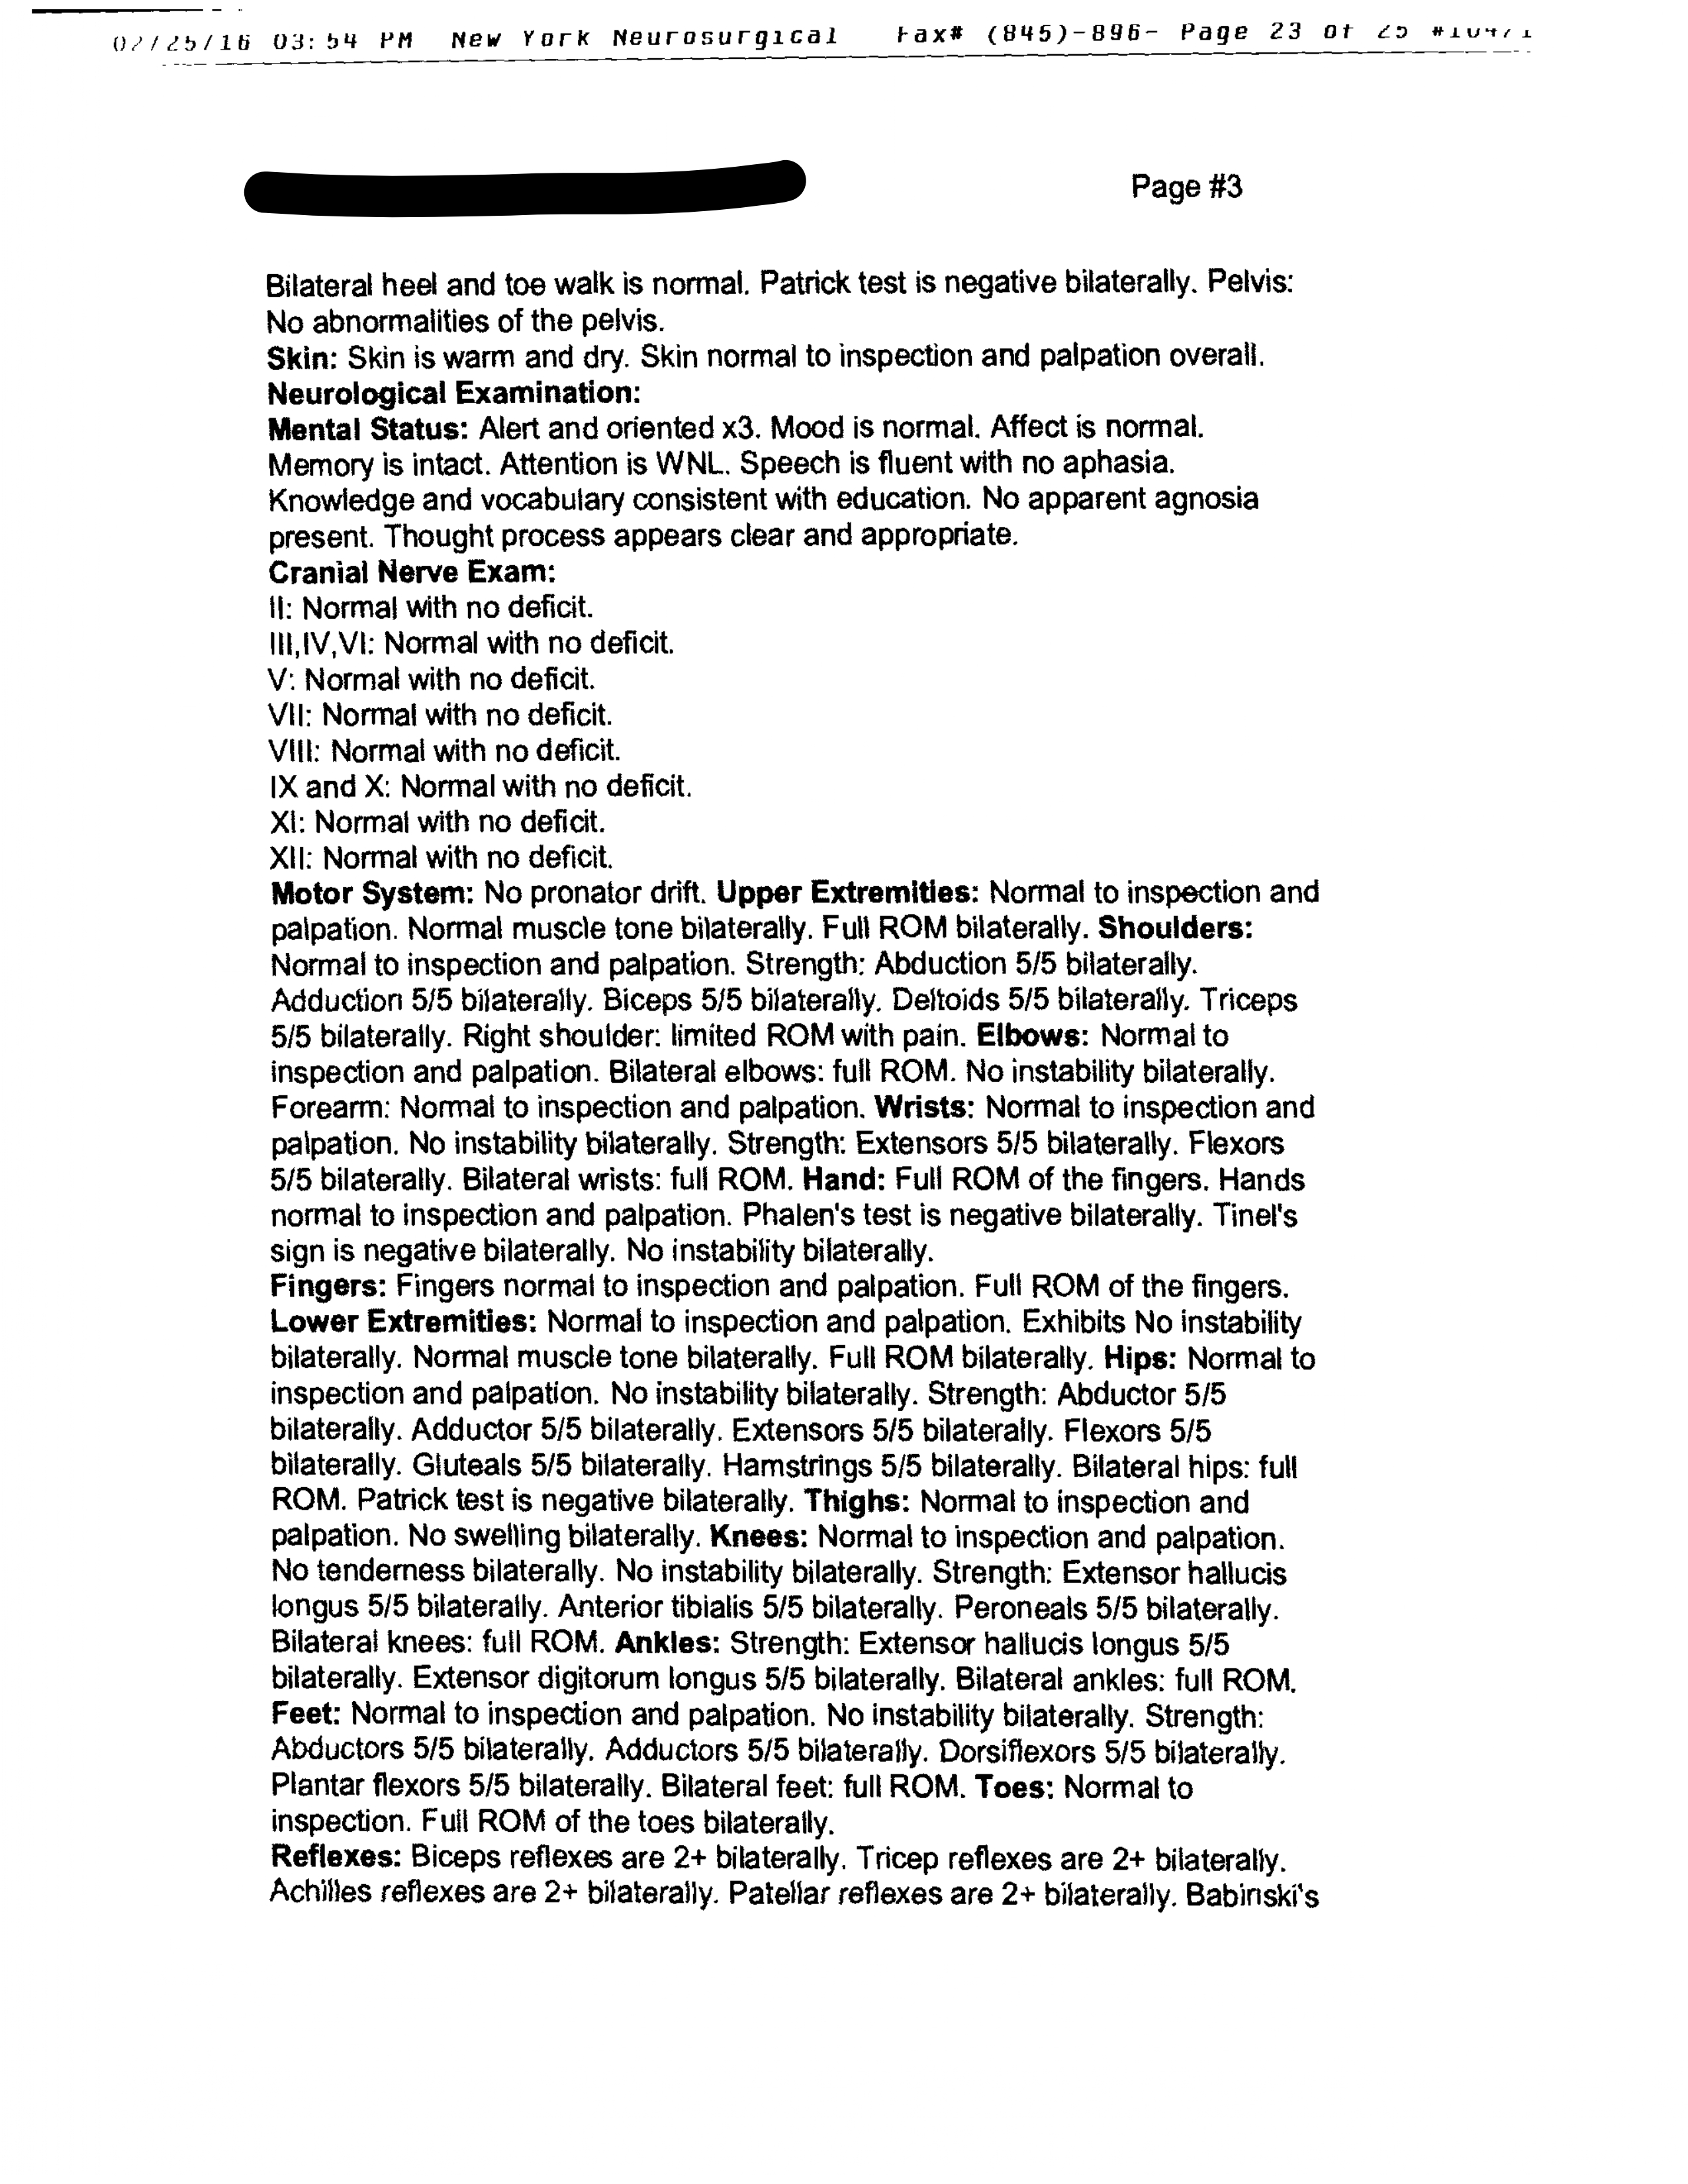 02/25/16 03:54 PM New York Neurosurgical Fax# (845)-896- Page 23 of 25
Page #3
Bilateral heel and toe walk is normal. Patrick test is negative bilaterally. Pelvis:
No abnormalities of the pelvis.
Skin: Skin is warm and dry. Skin normal to inspection and palpation overall.
Neurological Examination:
Mental Status: Alert and oriented x3. Mood is normal. Affect is normal.
Memory is intact. Attention is WNL. Speech is fluent with no aphasia.
Knowledge and vocabulary consistent with education. No apparent agnosia
present. Thought process appears clear and appropriate.
Cranial Nerve Exam:
II: Normal with no deficit.
III,IV,VI: Normal with no deficit.
V: Normal with no deficit.
VII: Normal with no deficit.
VIII: Normal with no deficit.
IX and X: Normal with no deficit.
XI: Normal with no deficit.
XII: Normal with no deficit.
Motor System: No pronator drift. Upper Extremities: Normal to inspection and
palpation. Normal muscle tone bilaterally. Full ROM bilaterally. Shoulders:
Normal to inspection and palpation. Strength: Abduction 5/5 bilaterally.
Adduction 5/5 bilaterally. Biceps 5/5 bilaterally. Deltoids 5/5 bilaterally. Triceps
5/5 bilaterally. Right shoulder: limited ROM with pain. Elbows: Normal to
inspection and palpation. Bilateral elbows: full ROM. No instability bilaterally.
Forearm: Normal to inspection and palpation. Wrists: Normal to inspection and
palpation. No instability bilaterally. Strength: Extensors 5/5 bilaterally. Flexors
5/5 bilaterally. Bilateral wrists: full ROM. Hand: Full ROM of the fingers. Hands
normal to inspection and palpation. Phalen's test is negative bilaterally. Tinel's
sign is negative bilaterally. No instability bilaterally.
Fingers: Fingers normal to inspection and palpation. Full ROM of the fingers.
Lower Extremities: Normal to inspection and palpation. Exhibits No instability
bilaterally. Normal muscle tone bilaterally. Full ROM bilaterally. Hips: Normal to
inspection and palpation. No instability bilaterally. Strength: Abductor 5/5
bilaterally. Adductor 5/5 bilaterally. Extensors 5/5 bilaterally. Flexors 5/5
bilaterally. Gluteals 5/5 bilaterally. Hamstrings 5/5 bilaterally. Bilateral hips: full
ROM. Patrick test is negative bilaterally. Thighs: Normal to inspection and
palpation. No swelling bilaterally. Knees: Normal to inspection and palpation.
No tenderness bilaterally. No instability bilaterally. Strength: Extensor hallucis
longus 5/5 bilaterally. Anterior tibialis 5/5 bilaterally. Peroneals 5/5 bilaterally.
Bilateral knees: full ROM. Ankles: Strength: Extensor hallucis longus 5/5
bilaterally. Extensor digitorum longus 5/5 bilaterally. Bilateral ankles: full ROM.
Feet: Normal to inspection and palpation. No instability bilaterally. Strength:
Abductors 5/5 bilaterally. Adductors 5/5 bilaterally. Dorsiflexors 5/5 bilaterally.
Plantar flexors 5/5 bilaterally. Bilateral feet: full ROM. Toes: Normal to
inspection. Full ROM of the toes bilaterally.
Reflexes: Biceps reflexes are 2+ bilaterally. Tricep reflexes are 2+ bilaterally.
Achilles reflexes are 2+ bilaterally. Patellar reflexes are 2+ bilaterally. Babinski's